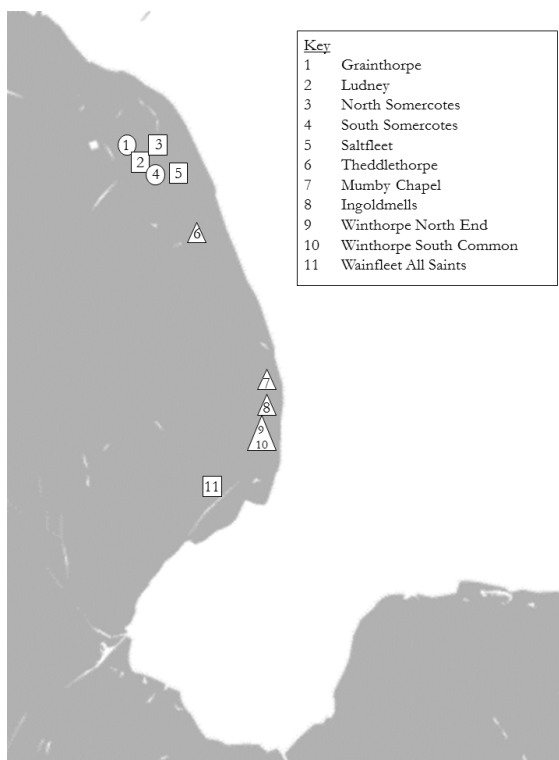 Key
1 Grainthorpe
2 Ludney
3 North Somercotes
4 South Somercotes
5 Saltfleet
6 Theddlethorpe
7 Mumby Chapel
8 Ingoldmells
9 Winthorpe North End
10 Winthorpe South Common
11 Wainfleet All Saints
1
3
2
4
5
6
7
8
9
10
11